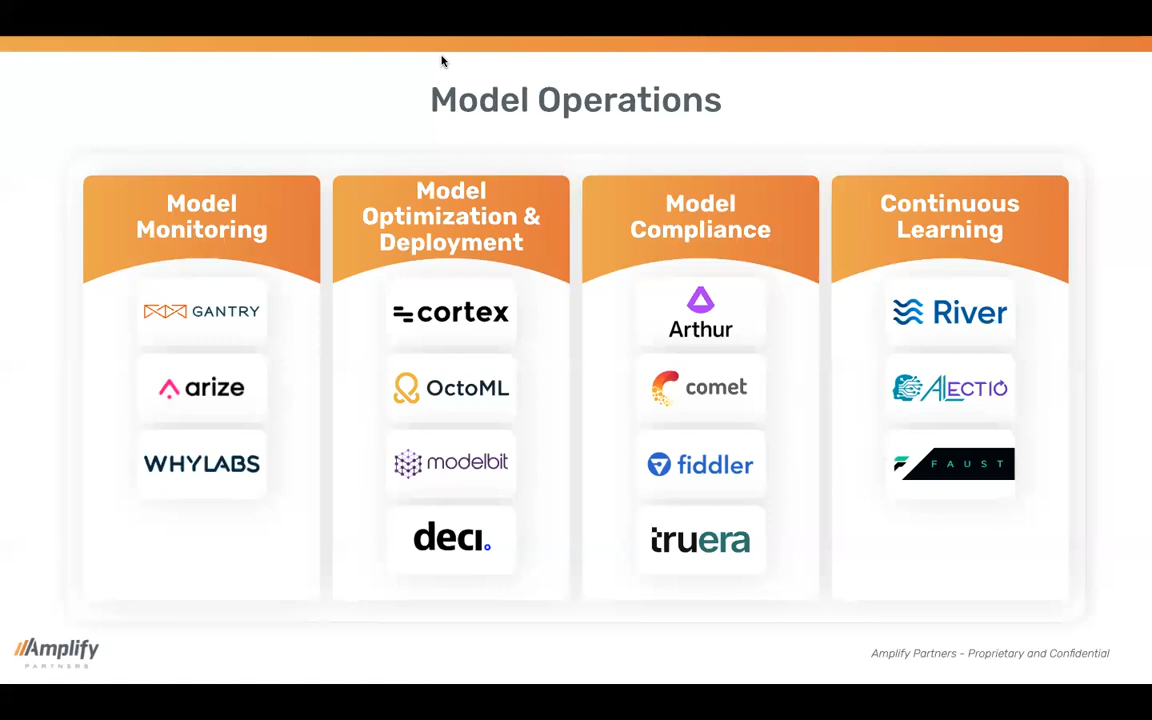 Model Operations
Model
Monitoring
GANTRY
arize
WHYLABS
Model
Optimization &
Deployment
cortex
OctoML
modelbit
deci.
Model
Compliance
Arthur
comet
fiddler
truera
Continuous
Learning
River
ALECTIO
FAUST
Amplify
PARTNERS
Amplify Partners - Proprietary and Confidential